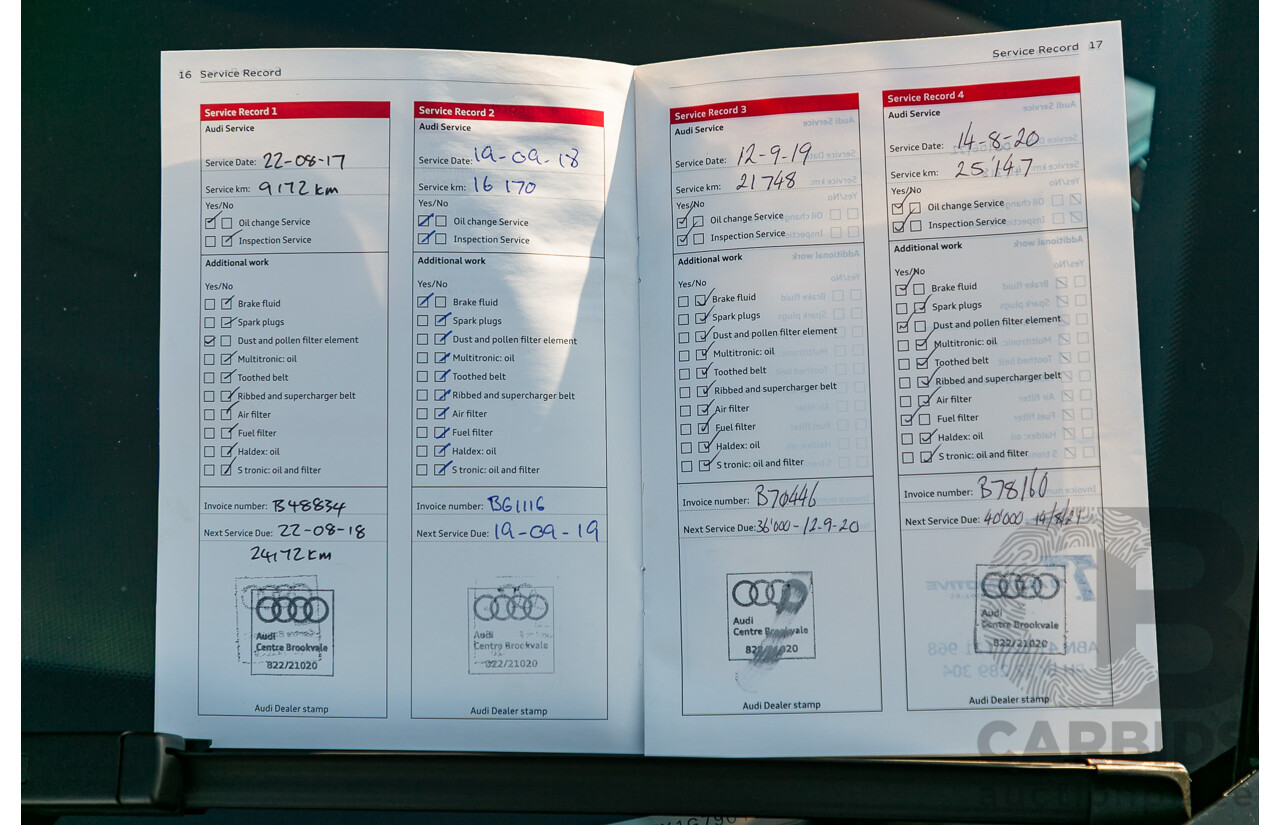 16 Service Record
Service Record 1
Audi Service
Service Date: 22-08-17
Service km: 9172 km
Yes/No
Oil change Service
Inspection Service
Additional work
Yes/No
Brake fluid
Spark plugs
Dust and pollen filter element
Multitronic: oil
Toothed belt
Ribbed and supercharger belt
Air filter
Fuel filter
Haldex: oil
S tronic: oil and filter
Invoice number: B48834
Next Service Due: 22-08-18
24172 km
Audi
Centre Brookvale
822/21020
Audi Dealer stamp
Service Record 2
Audi Service
Service Date: 19-09-18
Service km: 16 170
Yes/No
Oil change Service
Inspection Service
Additional work
Yes/No
Brake fluid
Spark plugs
Dust and pollen filter element
Multitronic: oil
Toothed belt
Ribbed and supercharger belt
Air filter
Fuel filter
Haldex: oil
S tronic: oil and filter
Invoice number: B61116
Next Service Due: 19-09-19
Audi
Centre Brookvale
822/21020
Audi Dealer stamp
Service Record 17
Service Record 3
Audi Service
Service Date: 12-9-19
Service km: 21748
Yes/No
Oil change Service
Inspection Service
Additional work
Yes/No
Brake fluid
Spark plugs
Dust and pollen filter element
Multitronic: oil
Toothed belt
Ribbed and supercharger belt
Air filter
Fuel filter
Haldex: oil
S tronic: oil and filter
Invoice number: B70446
Next Service Due: 36'000 - 12-9-20
Audi
Centre Brookvale
Audi Dealer stamp
Service Record 4
Audi Service
Service Date: 14-8-20
Service km: 25'147
Yes/No
Oil change Service
Inspection Service
Additional work
Yes/No
Brake fluid
Spark plugs
Dust and pollen filter element
Multitronic: oil
Toothed belt
Ribbed and supercharger belt
Air filter
Fuel filter
Haldex: oil
S tronic: oil and filter
Invoice number: B78160
Next Service Due: 40'000 14/8/21
Audi
Centre Brookvale
822/21020
Audi Dealer stamp
CARBIDS